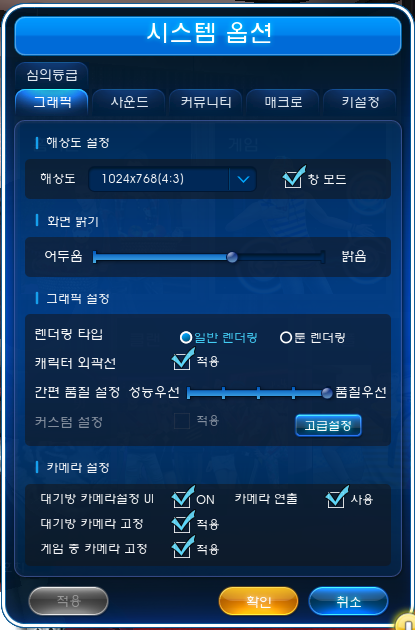 시스템 옵션
심의등급
그래픽 사운드 커뮤니티 매크로 키설정
해상도 설정
해상도 1024x768(4:3) 창 모드
화면 밝기
어두움 밝음
그래픽 설정
렌더링 타입 일반 렌더링 툰 렌더링
캐릭터 외곽선 적용
간편 품질 설정 성능우선 품질우선
커스텀 설정 적용 고급설정
카메라 설정
대기방 카메라설정 UI ON 카메라 연출 사용
대기방 카메라 고정 적용
게임 중 카메라 고정 적용
적용 확인 취소